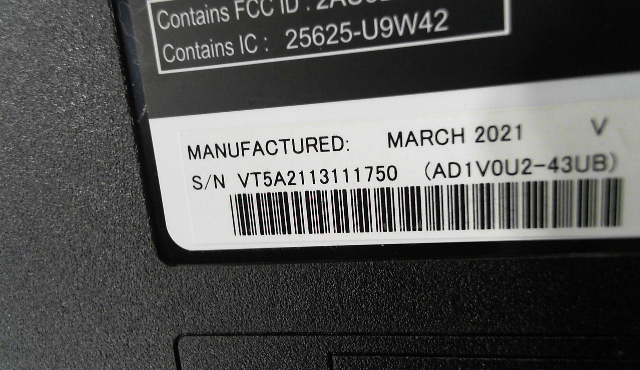 Contains FCC ID :
Contains IC : 25625-U9W42
MANUFACTURED: MARCH 2021 V
S/N VT5A2113111750 (AD1V0U2-43UB)